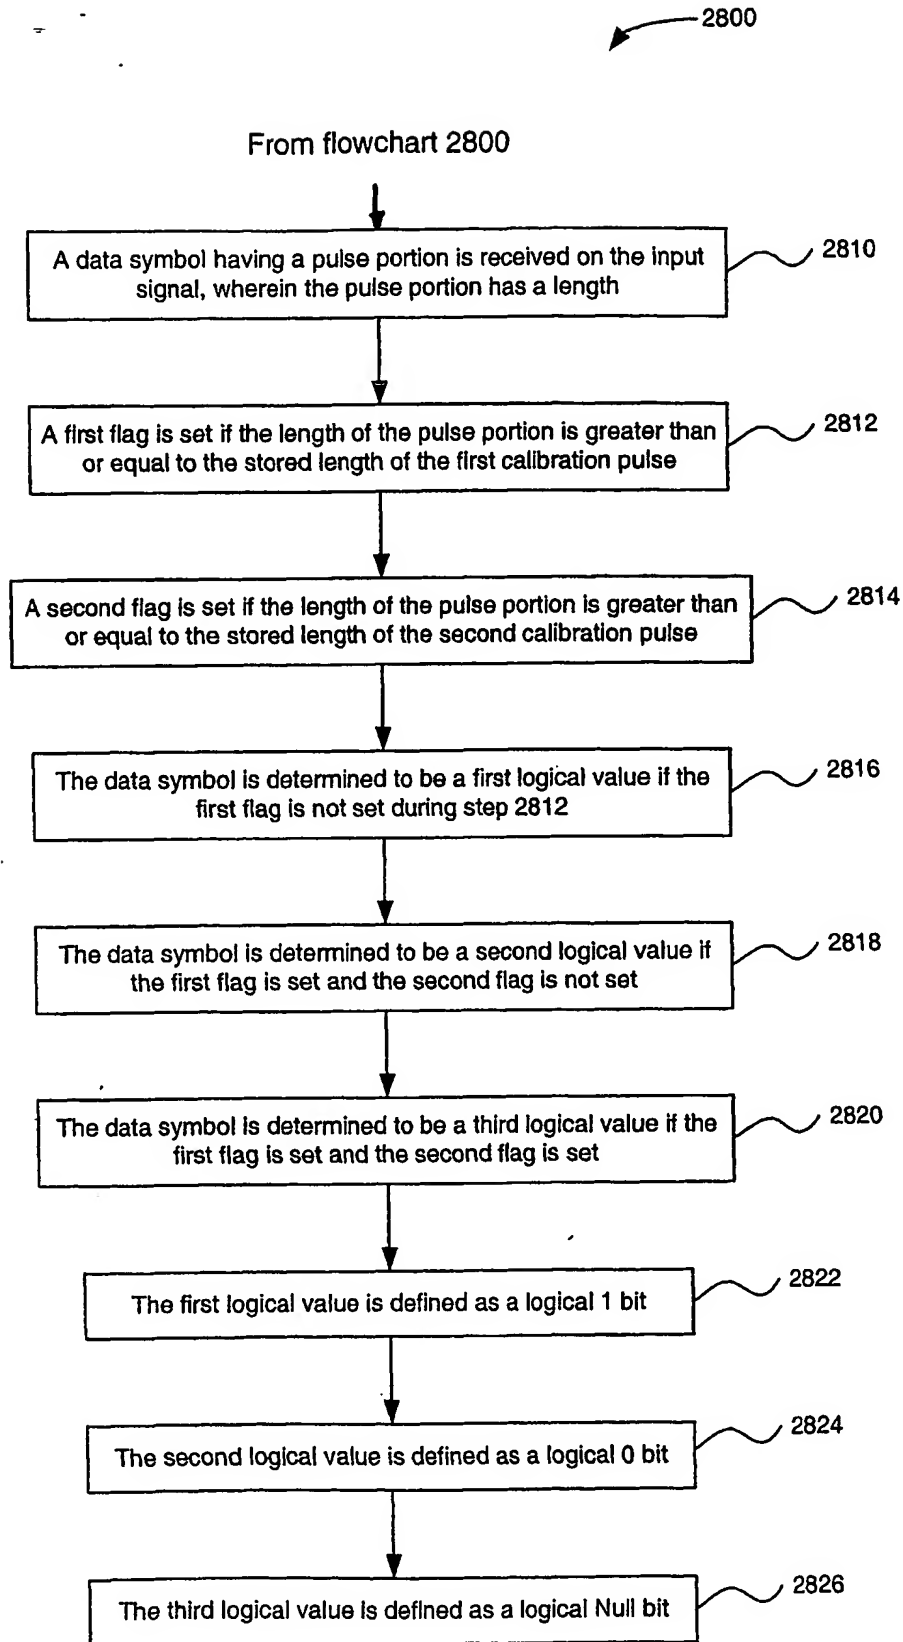 2800
From flowchart 2800
A data symbol having a pulse portion is received on the input
signal, wherein the pulse portion has a length
2810
A first flag is set if the length of the pulse portion is greater than
or equal to the stored length of the first calibration pulse
2812
A second flag is set if the length of the pulse portion is greater than
or equal to the stored length of the second calibration pulse
2814
The data symbol is determined to be a first logical value if the
first flag is not set during step 2812
2816
The data symbol is determined to be a second logical value if
the first flag is set and the second flag is not set
2818
The data symbol is determined to be a third logical value if the
first flag is set and the second flag is set
2820
The first logical value is defined as a logical 1 bit
2822
The second logical value is defined as a logical 0 bit
2824
The third logical value is defined as a logical Null bit
2826